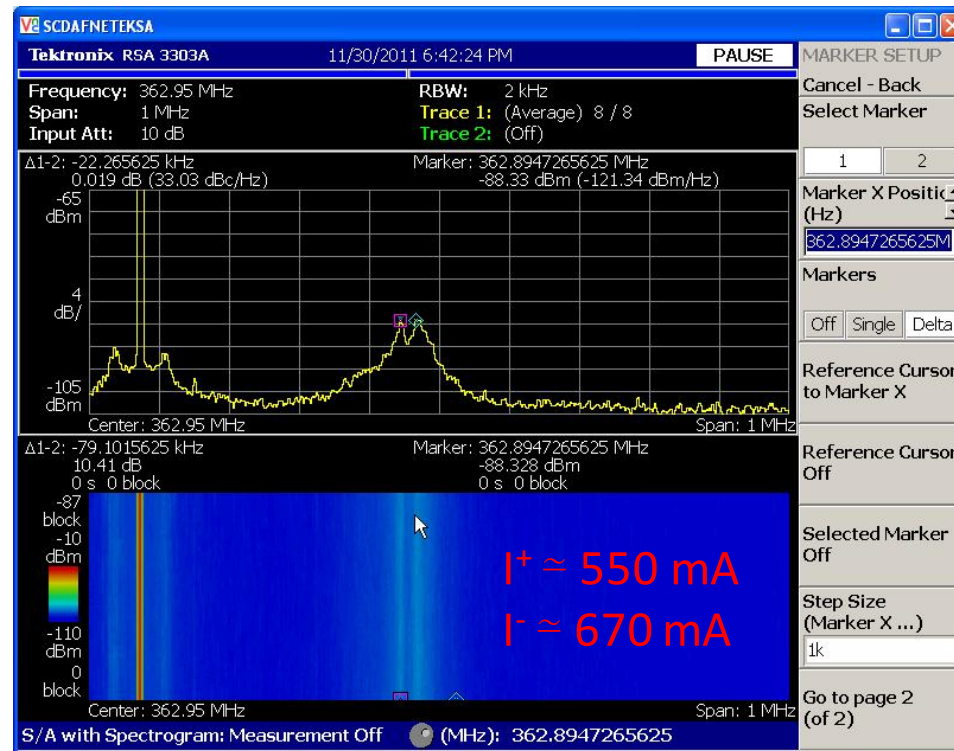 SCDAFNETEKSA
Tektronix RSA 3303A 11/30/2011 6:42:24 PM PAUSE
Frequency: 362.95 MHz RBW: 2 kHz
Span: 1 MHz Trace 1: (Average) 8 / 8
Input Att: 10 dB Trace 2: (Off)
Δ1-2: -22.265625 kHz Marker: 362.8947265625 MHz
0.019 dB (33.03 dBc/Hz) -88.33 dBm (-121.34 dBm/Hz)
-65
dBm
4
dB/
-105
dBm
Center: 362.95 MHz Span: 1 MHz
Δ1-2: -79.1015625 kHz Marker: 362.8947265625 MHz
10.41 dB -88.328 dBm
0 s 0 block 0 s 0 block
-87
block
-10
dBm
-110
dBm
0
block
I⁺ ≃ 550 mA
I⁻ ≃ 670 mA
Center: 362.95 MHz Span: 1 MHz
S/A with Spectrogram: Measurement Off (MHz): 362.8947265625
MARKER SETUP
Cancel - Back
Select Marker
1 2
Marker X Positio
(Hz)
362.8947265625M
Markers
Off Single Delta
Reference Cursor
to Marker X
Reference Cursor
Off
Selected Marker
Off
Step Size
(Marker X ...)
1k
Go to page 2
(of 2)